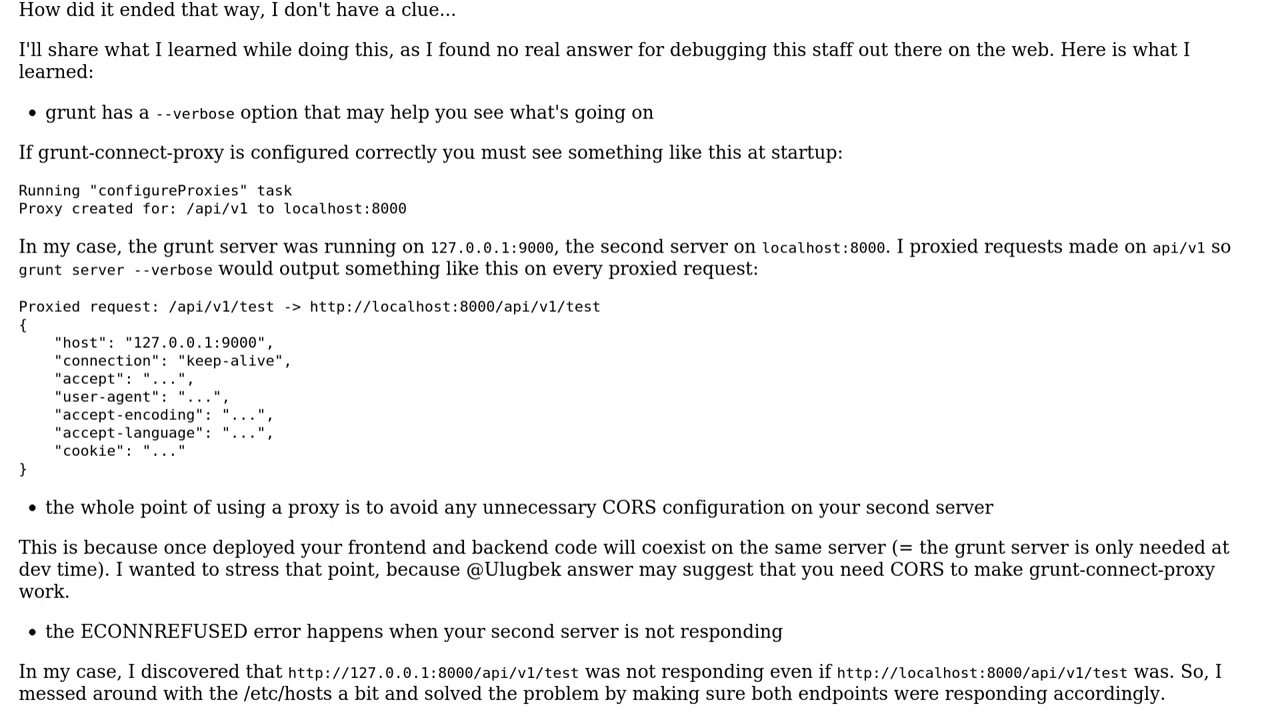 How did it ended that way, I don't have a clue...
I'll share what I learned while doing this, as I found no real answer for debugging this staff out there on the web. Here is what I
learned:
• grunt has a --verbose option that may help you see what's going on
If grunt-connect-proxy is configured correctly you must see something like this at startup:
Running "configureProxies" task
Proxy created for: /api/v1 to localhost:8000
In my case, the grunt server was running on 127.0.0.1:9000, the second server on localhost:8000. I proxied requests made on api/v1 so
grunt server --verbose would output something like this on every proxied request:
Proxied request: /api/v1/test -> http://localhost:8000/api/v1/test
{
    "host": "127.0.0.1:9000",
    "connection": "keep-alive",
    "accept": "...",
    "user-agent": "...",
    "accept-encoding": "...",
    "accept-language": "...",
    "cookie": "..."
}
• the whole point of using a proxy is to avoid any unnecessary CORS configuration on your second server
This is because once deployed your frontend and backend code will coexist on the same server (= the grunt server is only needed at
dev time). I wanted to stress that point, because @Ulugbek answer may suggest that you need CORS to make grunt-connect-proxy
work.
• the ECONNREFUSED error happens when your second server is not responding
In my case, I discovered that http://127.0.0.1:8000/api/v1/test was not responding even if http://localhost:8000/api/v1/test was. So, I
messed around with the /etc/hosts a bit and solved the problem by making sure both endpoints were responding accordingly.